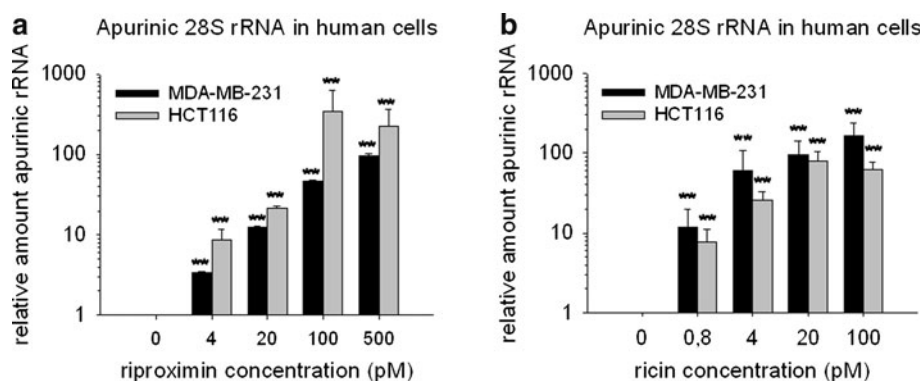 a
Apurinic 28S rRNA in human cells
relative amount apurinic rRNA
1000
100
10
1
MDA-MB-231
HCT116
**
**
**
**
**
**
**
**
0
4
20
100
500
riproximin concentration (pM)
b
Apurinic 28S rRNA in human cells
relative amount apurinic rRNA
1000
100
10
1
MDA-MB-231
HCT116
**
**
**
**
**
**
**
**
0
0,8
4
20
100
ricin concentration (pM)